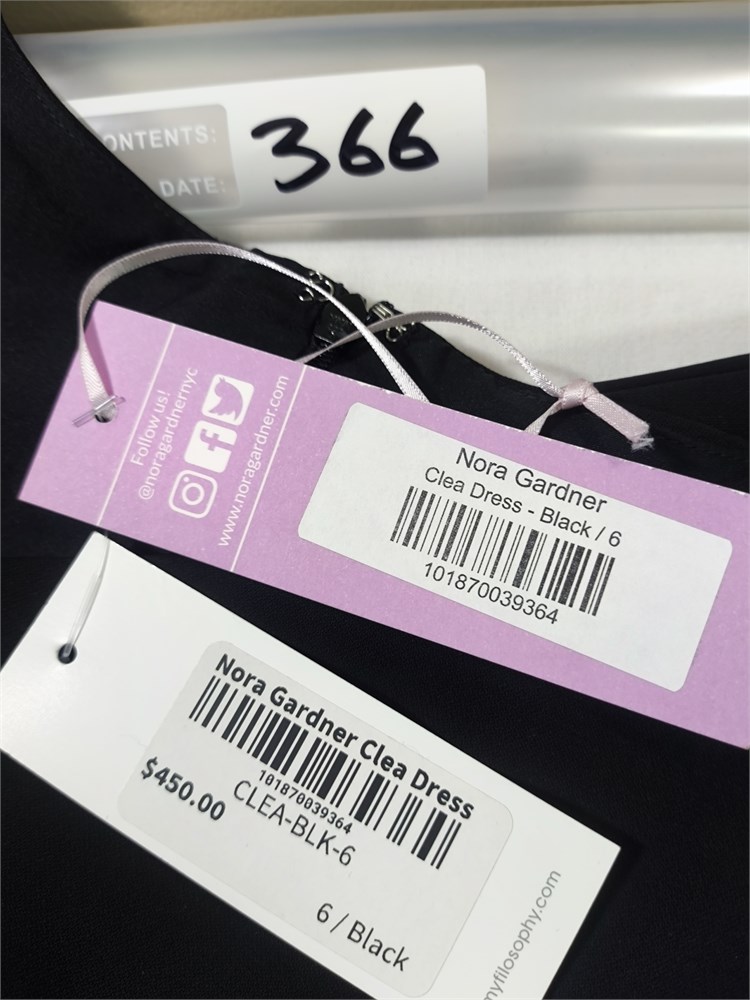 CONTENTS:
DATE:
366
Follow us!
@noragardnernyc
www.noragardner.com
Nora Gardner
Clea Dress - Black / 6
101870039364
Nora Gardner Clea Dress
101870039364
$450.00
CLEA-BLK-6
6 / Black
myfilosophy.com